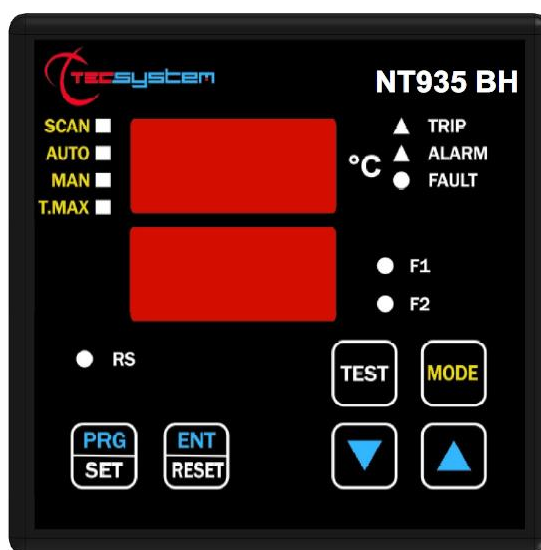 TECSYSTEM
NT935 BH
SCAN
AUTO
MAN
T.MAX
°C
TRIP
ALARM
FAULT
F1
F2
RS
TEST
MODE
PRG
SET
ENT
RESET